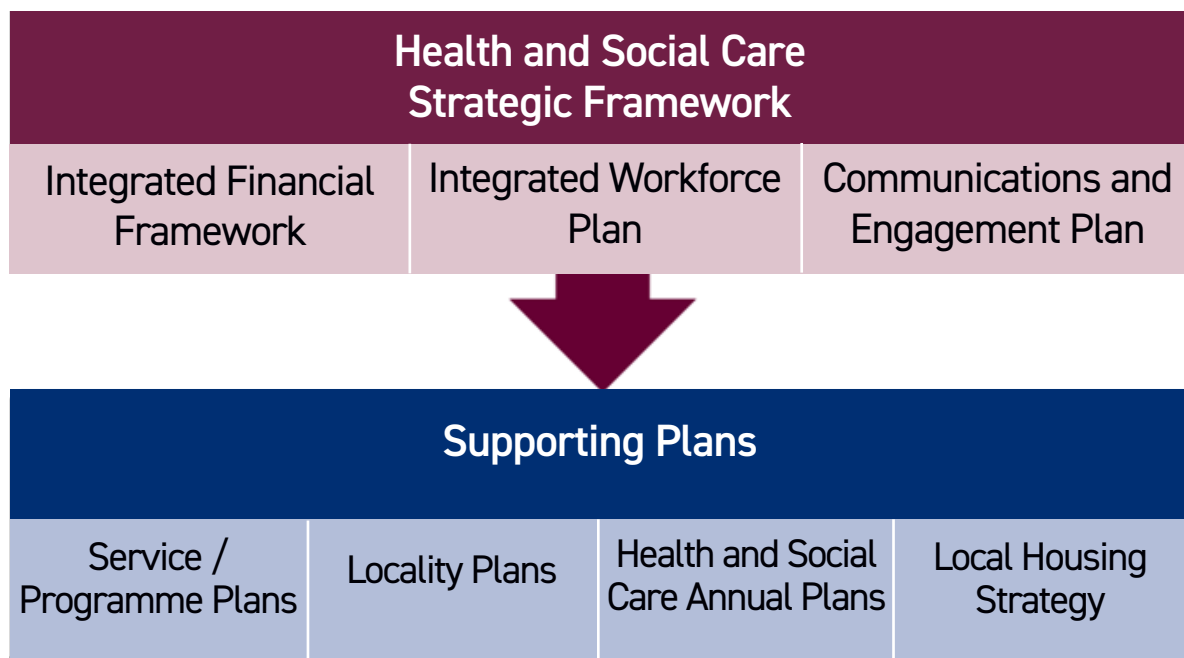 Health and Social Care
Strategic Framework
Integrated Financial
Framework
Integrated Workforce
Plan
Communications and
Engagement Plan
Supporting Plans
Service /
Programme Plans
Locality Plans
Health and Social
Care Annual Plans
Local Housing
Strategy